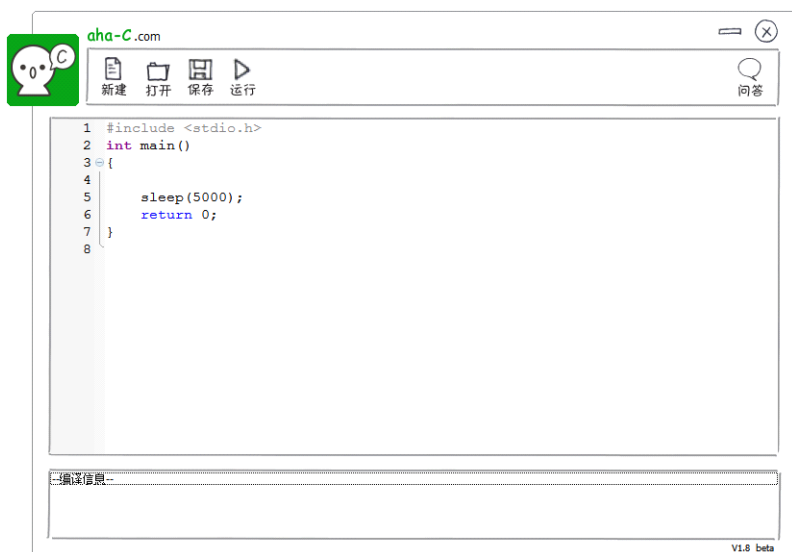 aha-C.com
C
新建 打开 保存 运行 问答
1 #include <stdio.h>
2 int main()
3 {
4
5 sleep(5000);
6 return 0;
7 }
8
--编译信息--
V1.8 beta